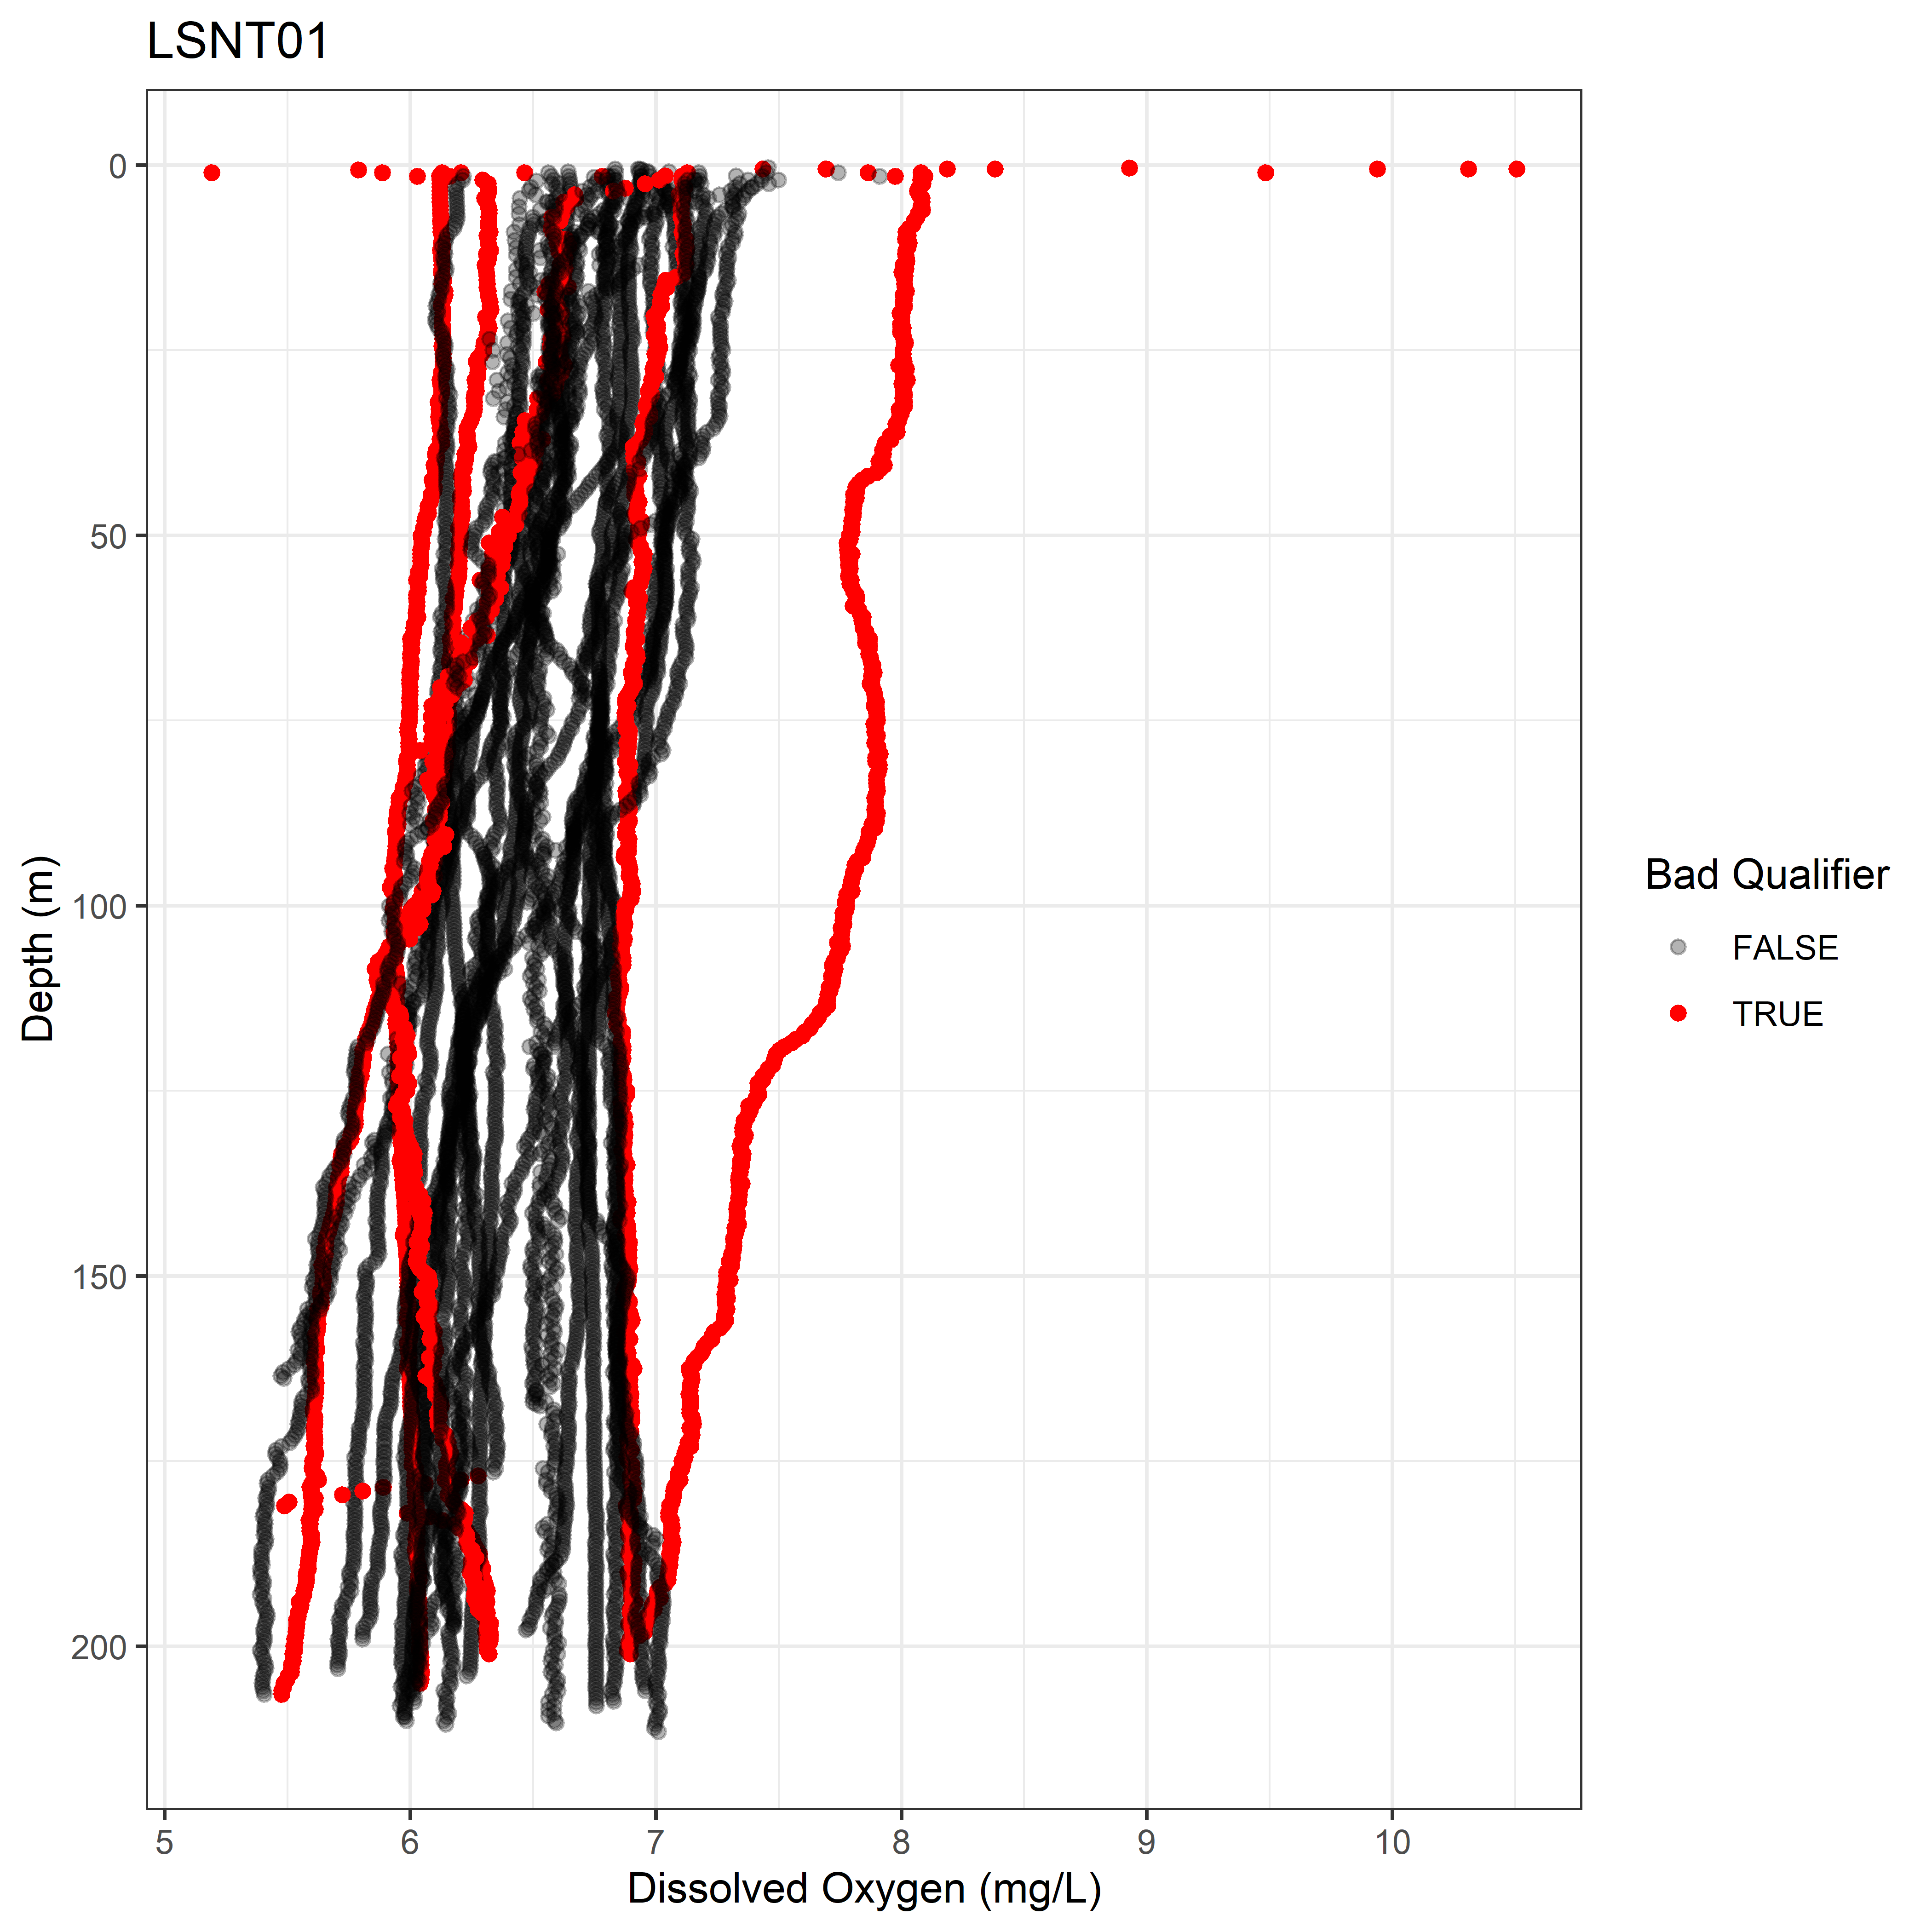 LSNT01
0
50
100
150
200
Depth (m)
5 6 7 8 9 10
Dissolved Oxygen (mg/L)
Bad Qualifier
FALSE
TRUE